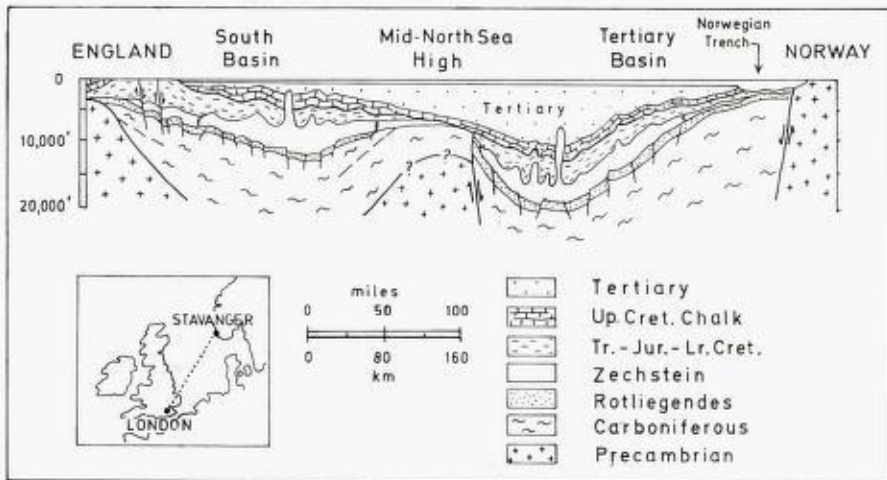 ENGLAND
South
Basin
Mid-North Sea
High
Tertiary
Basin
Norwegian
Trench
NORWAY
0
10,000'
20,000'
Tertiary
?
?
STAVANGER
LONDON
miles
0 50 100
0 80 160
km
Tertiary
Up. Cret. Chalk
Tr.-Jur.-Lr. Cret.
Zechstein
Rotliegendes
Carboniferous
Precambrian